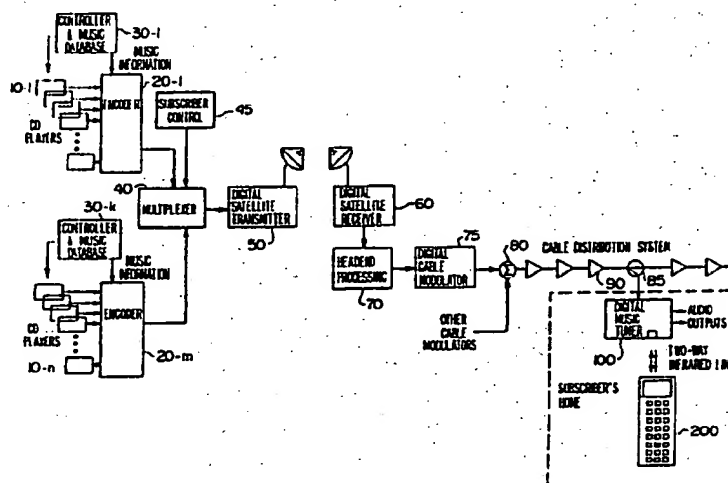 CONTROLLER
& MUSIC
DATABASE
30-1
MUSIC
INFORMATION
10-1
20-1
ENCODER
CD
PLAYERS
SUBSCRIBER
CONTROL
45
40
MULTIPLEXER
DIGITAL
SATELLITE
TRANSMITTER
50
DIGITAL
SATELLITE
RECEIVER
60
HEADEND
PROCESSING
70
75
DIGITAL
CABLE
MODULATOR
80
CABLE DISTRIBUTION SYSTEM
90
85
OTHER
CABLE
MODULATORS
30-k
CONTROLLER
& MUSIC
DATABASE
MUSIC
INFORMATION
ENCODER
CD
PLAYERS
10-n
20-m
DIGITAL
MUSIC
TUNER
100
AUDIO
OUTPUTS
TWO-WAY
INFRARED
SUBSCRIBER'S
HOME
200